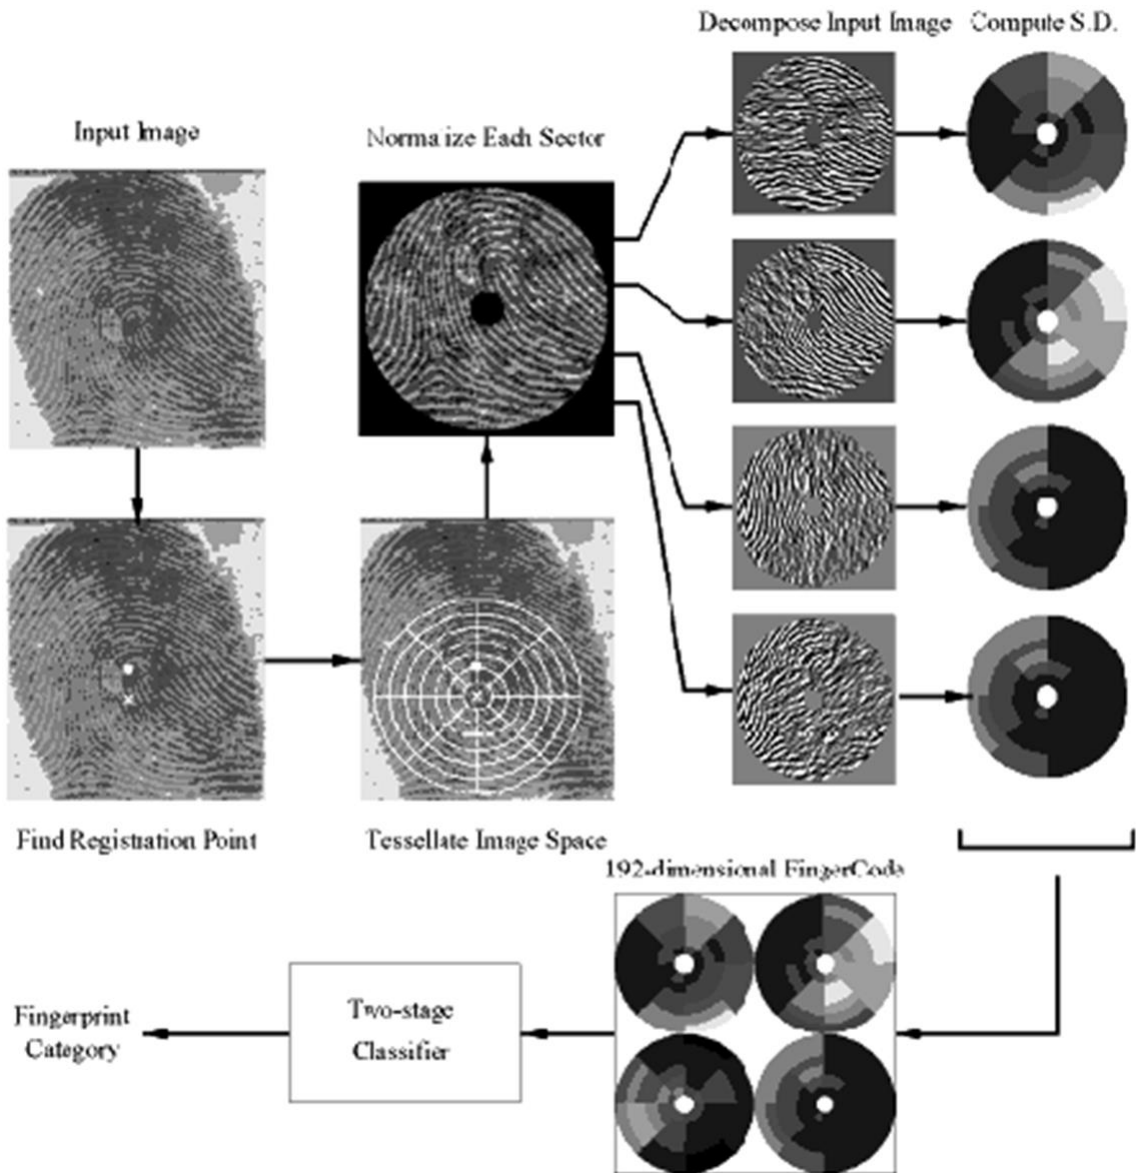 Decompose Input Image
Compute S.D.
Input Image
Normalize Each Sector
Find Registration Point
Tessellate Image Space
192-dimensional FingerCode
Two-stage
Classifier
Fingerprint
Category